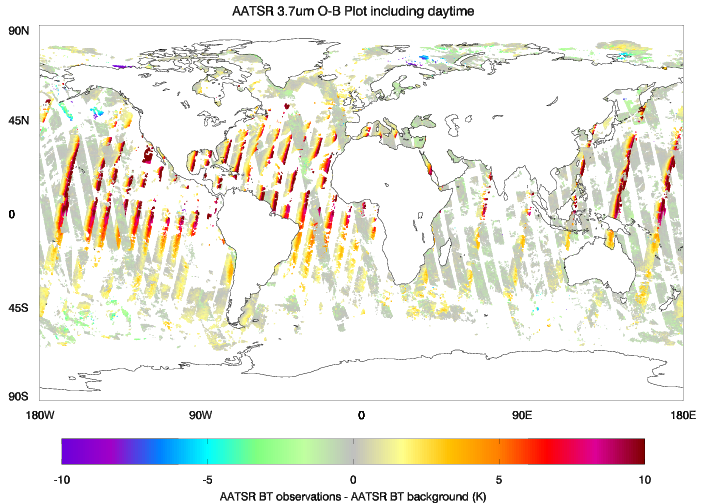 AATSR 3.7um O-B Plot including daytime
90N
45N
0
45S
90S
180W 90W 0 90E 180E
-10 -5 0 5 10
AATSR BT observations - AATSR BT background (K)